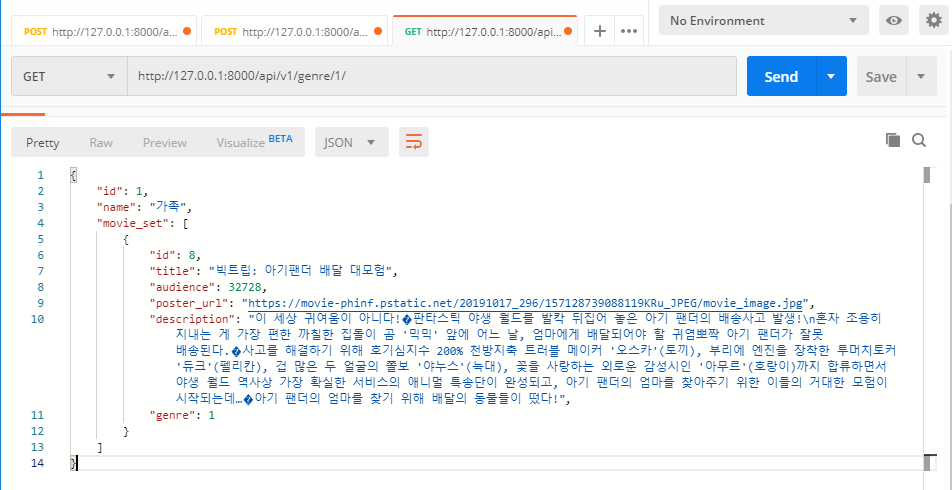 POST http://127.0.0.1:8000/a... POST http://127.0.0.1:8000/a... GET http://127.0.0.1:8000/api... + ••• No Environment
GET http://127.0.0.1:8000/api/v1/genre/1/ Send Save
Pretty Raw Preview Visualize BETA JSON
1 {
2 "id": 1,
3 "name": "가족",
4 "movie_set": [
5 {
6 "id": 8,
7 "title": "빅트립: 아기팬더 배달 대모험",
8 "audience": 32728,
9 "poster_url": "https://movie-phinf.pstatic.net/20191017_296/157128739088119KRu_JPEG/movie_image.jpg",
10 "description": "이 세상 귀여움이 아니다!�판타스틱 야생 월드를 발칵 뒤집어 놓은 아기 팬더의 배송사고 발생!\n혼자 조용히
지내는 게 가장 편한 까칠한 집돌이 곰 '믹믹' 앞에 어느 날, 엄마에게 배달되어야 할 귀염뽀짝 아기 팬더가 잘못
배송된다.�사고를 해결하기 위해 호기심지수 200% 천방지축 트러블 메이커 '오스카'(토끼), 부리에 엔진을 장착한 투머치토커
'듀크'(펠리칸), 겁 많은 두 얼굴의 쫄보 '야누스'(늑대), 꽃을 사랑하는 외로운 감성시인 '아무르'(호랑이)까지 합류하면서
야생 월드 역사상 가장 확실한 서비스의 애니멀 특송단이 완성되고, 아기 팬더의 엄마를 찾아주기 위한 이들의 거대한 모험이
시작되는데…�아기 팬더의 엄마를 찾기 위해 배달의 동물들이 떴다!",
11 "genre": 1
12 }
13 ]
14 }